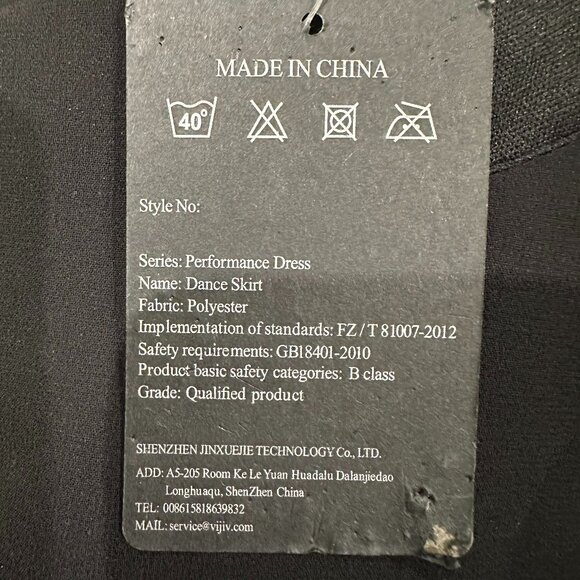 MADE IN CHINA
40°
Style No:
Series: Performance Dress
Name: Dance Skirt
Fabric: Polyester
Implementation of standards: FZ/T 81007-2012
Safety requirements: GB18401-2010
Product basic safety categories: B class
Grade: Qualified product
SHENZHEN JINXUEJIE TECHNOLOGY Co., LTD.
ADD: A5-205 Room Ke Le Yuan Huadalu Dalanjiedao
Longhuaqu, ShenZhen China
TEL: 008615818639832
MAIL: service@vijiv.com